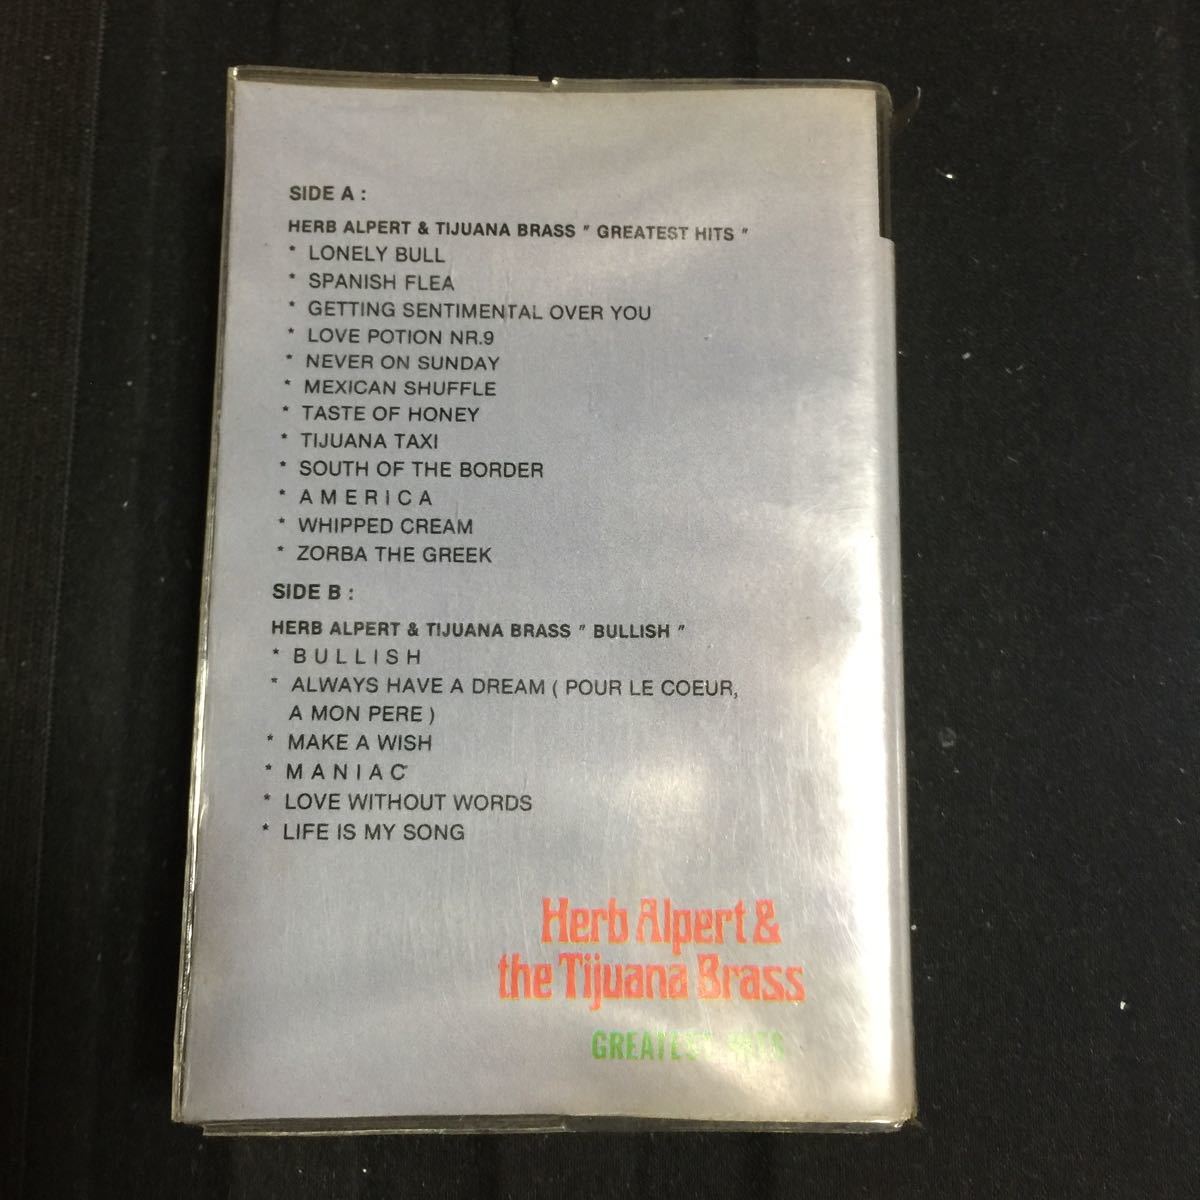 SIDE A :
HERB ALPERT & TIJUANA BRASS " GREATEST HITS "
* LONELY BULL
* SPANISH FLEA
* GETTING SENTIMENTAL OVER YOU
* LOVE POTION NR.9
* NEVER ON SUNDAY
* MEXICAN SHUFFLE
* TASTE OF HONEY
* TIJUANA TAXI
* SOUTH OF THE BORDER
* A M E R I C A
* WHIPPED CREAM
* ZORBA THE GREEK
SIDE B :
HERB ALPERT & TIJUANA BRASS " BULLISH "
* B U L L I S H
* ALWAYS HAVE A DREAM ( POUR LE COEUR,
A MON PERE )
* MAKE A WISH
* M A N I A C
* LOVE WITHOUT WORDS
* LIFE IS MY SONG
Herb Alpert &
the Tijuana Brass
GREATEST HITS